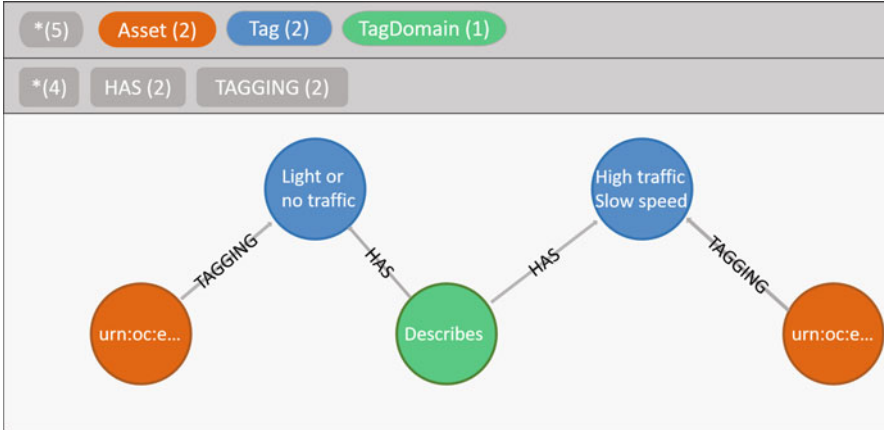 *(5) Asset (2) Tag (2) TagDomain (1)
*(4) HAS (2) TAGGING (2)
Light or
no traffic
High traffic
Slow speed
TAGGING
HAS
HAS
TAGGING
urn:oc:e...
Describes
urn:oc:e...